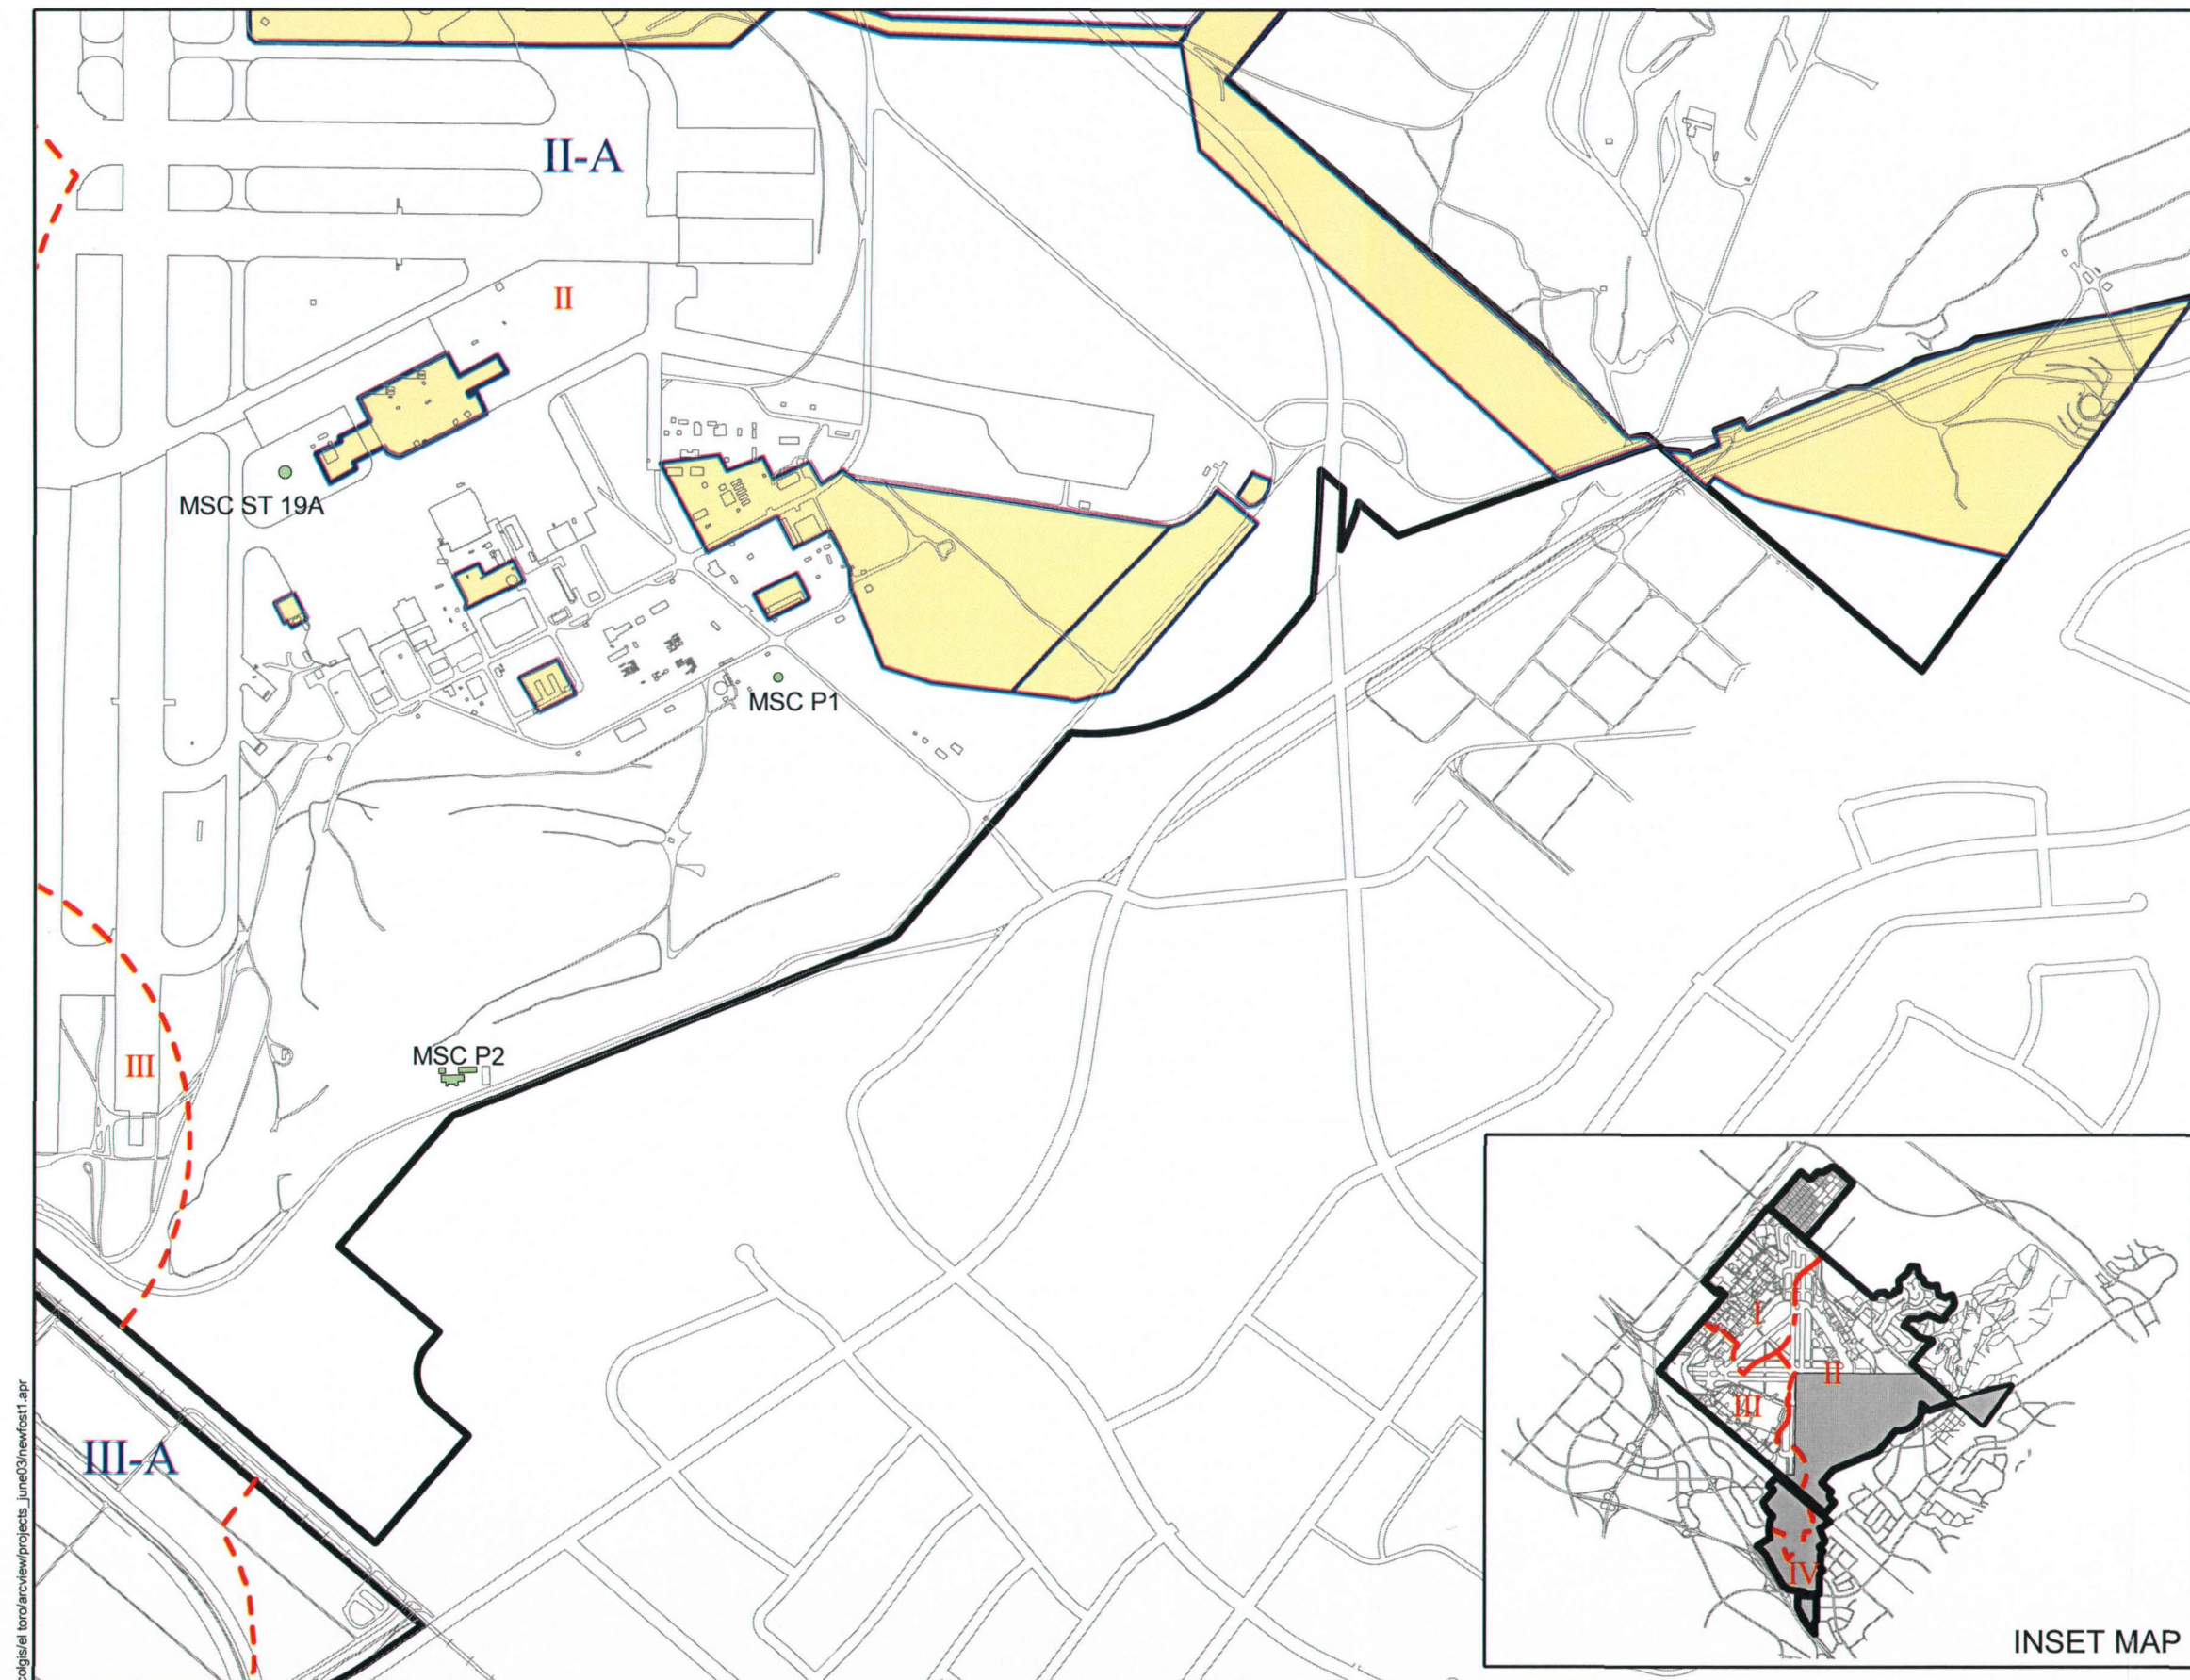 II-A
II
MSC ST 19A
MSC P1
MSC P2
III
III-A
I
II
III
IV
INSET MAP
colgis/el toro/arcview/projects_june03/newfost1.apr